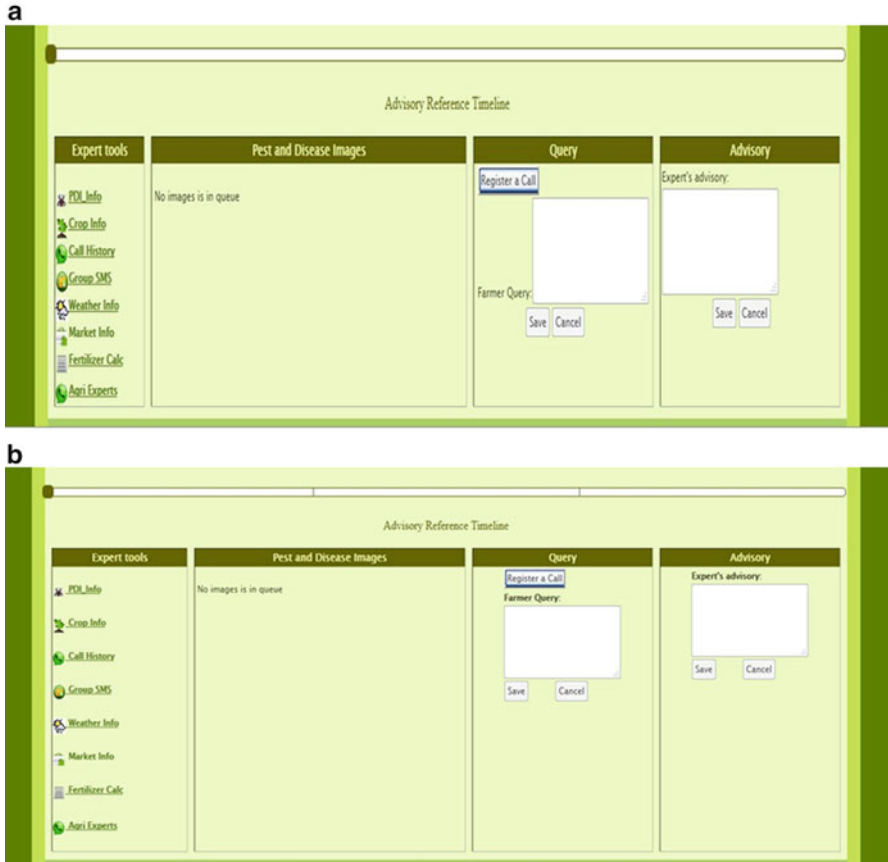 a
Advisory Reference Timeline
Expert tools
Pest and Disease Images
Query
Advisory
PDI_Info
Crop Info
Call History
Group SMS
Weather Info
Market Info
Fertilizer Calc
Agri Experts
No images is in queue
Register a Call
Farmer Query:
Save Cancel
Expert's advisory:
Save Cancel
b
Advisory Reference Timeline
Expert tools
Pest and Disease Images
Query
Advisory
PDI_Info
Crop Info
Call History
Group SMS
Weather Info
Market Info
Fertilizer Calc
Agri Experts
No images is in queue
Register a Call
Farmer Query:
Save Cancel
Expert's advisory:
Save Cancel